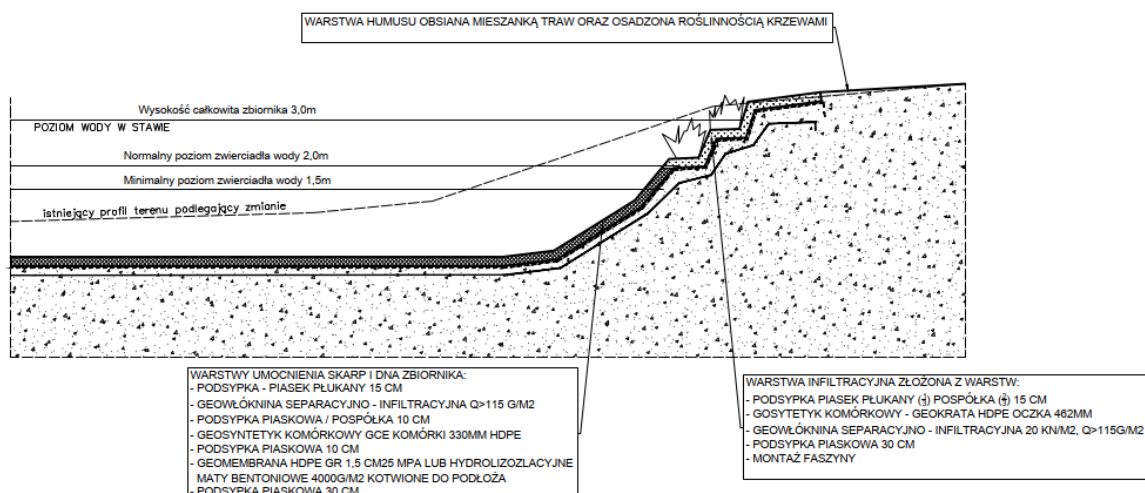 WARSTWA HUMUSU OBSIANA MIESZANKĄ TRAW ORAZ OSADZONA ROŚLINNOŚCIĄ KRZEWAMI
Wysokość całkowita zbiornika 3,0m
POZIOM WODY W STAWIE
Normalny poziom zwierciadła wody 2,0m
Minimalny poziom zwierciadła wody 1,5m
istniejący profil terenu podlegający zmianie
WARSTWY UMOCNIENIA SKARP I DNA ZBIORNIKA:
- PODSYPKA - PIASEK PŁUKANY 15 CM
- GEOWŁÓKNINA SEPARACYJNO - INFILTRACYJNA Q>115 G/M2
- PODSYPKA PIASKOWA / POSPÓŁKA 10 CM
- GEOSYNTETYK KOMÓRKOWY GCE KOMÓRKI 330MM HDPE
- PODSYPKA PIASKOWA 10 CM
- GEOMEMBRANA HDPE GR 1,5 CM25 MPA LUB HYDROLIZOZLACYJNE
MATY BENTONIOWE 4000G/M2 KOTWIONE DO PODŁOŻA
- PODSYPKA PIASKOWA 30 CM
WARSTWA INFILTRACYJNA ZŁOŻONA Z WARSTW:
- PODSYPKA PIASEK PŁUKANY POSPÓŁKA 15 CM
- GOSYTETYK KOMÓRKOWY - GEOKRATA HDPE OCZKA 462MM
- GEOWŁÓKNINA SEPARACYJNO - INFILTRACYJNA 20 KN/M2, Q>115G/M2
- PODSYPKA PIASKOWA 30 CM
- MONTAŻ FASZYNY